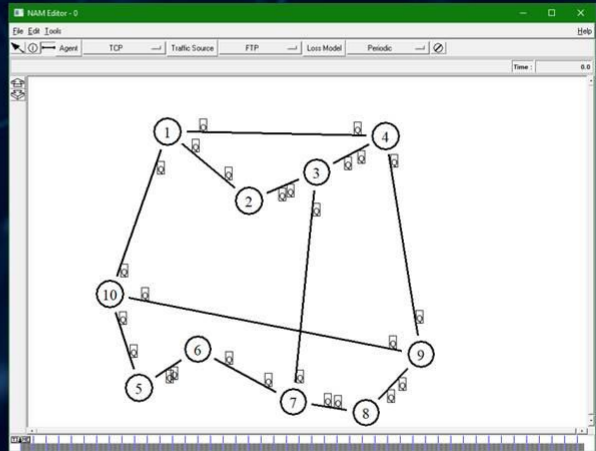 NAM Editor - 0
File Edit Tools Help
Agent TCP Traffic Source FTP Loss Model Periodic
Time : 0.0
1
4
3
2
10
6
9
5
7
8